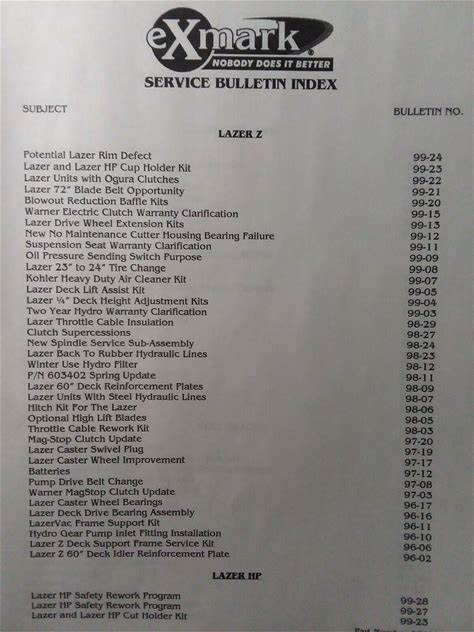 eXmark
NOBODY DOES IT BETTER
SERVICE BULLETIN INDEX
SUBJECT BULLETIN NO.
LAZER Z
Potential Lazer Rim Defect 99-24
Lazer and Lazer HP Cup Holder Kit 99-23
Lazer Units with Ogura Clutches 99-22
Lazer 72" Blade Belt Opportunity 99-21
Blowout Reduction Baffle Kits 99-20
Warner Electric Clutch Warranty Clarification 99-15
Lazer Drive Wheel Extension Kits 99-13
New No Maintenance Cutter Housing Bearing Failure 99-12
Suspension Seat Warranty Clarification 99-11
Oil Pressure Sending Switch Purpose 99-09
Lazer 23" to 24" Tire Change 99-08
Kohler Heavy Duty Air Cleaner Kit 99-07
Lazer Deck Lift Assist Kit 99-05
Lazer ¼" Deck Height Adjustment Kits 99-04
Two Year Hydro Warranty Clarification 99-03
Lazer Throttle Cable Insulation 98-29
Clutch Supercessions 98-27
New Spindle Service Sub-Assembly 98-24
Lazer Back To Rubber Hydraulic Lines 98-23
Winter Use Hydro Filter 98-12
P/N 603402 Spring Update 98-11
Lazer 60" Deck Reinforcement Plates 98-09
Lazer Units With Steel Hydraulic Lines 98-07
Hitch Kit For The Lazer 98-06
Optional High Lift Blades 98-05
Throttle Cable Rework Kit 98-03
Mag-Stop Clutch Update 97-20
Lazer Caster Swivel Plug 97-19
Lazer Caster Wheel Improvement 97-17
Batteries 97-12
Pump Drive Belt Change 97-08
Warner MagStop Clutch Update 97-03
Lazer Caster Wheel Bearings 96-17
Lazer Deck Drive Bearing Assembly 96-16
LazerVac Frame Support Kit 96-11
Hydro Gear Pump Inlet Fitting Installation 96-10
Lazer Z Deck Support Frame Service Kit 96-06
Lazer Z 60" Deck Idler Reinforcement Plate 96-02
LAZER HP
Lazer HP Safety Rework Program 99-28
Lazer HP Safety Rework Program 99-27
Lazer and Lazer HP Cut Holder Kit 99-23